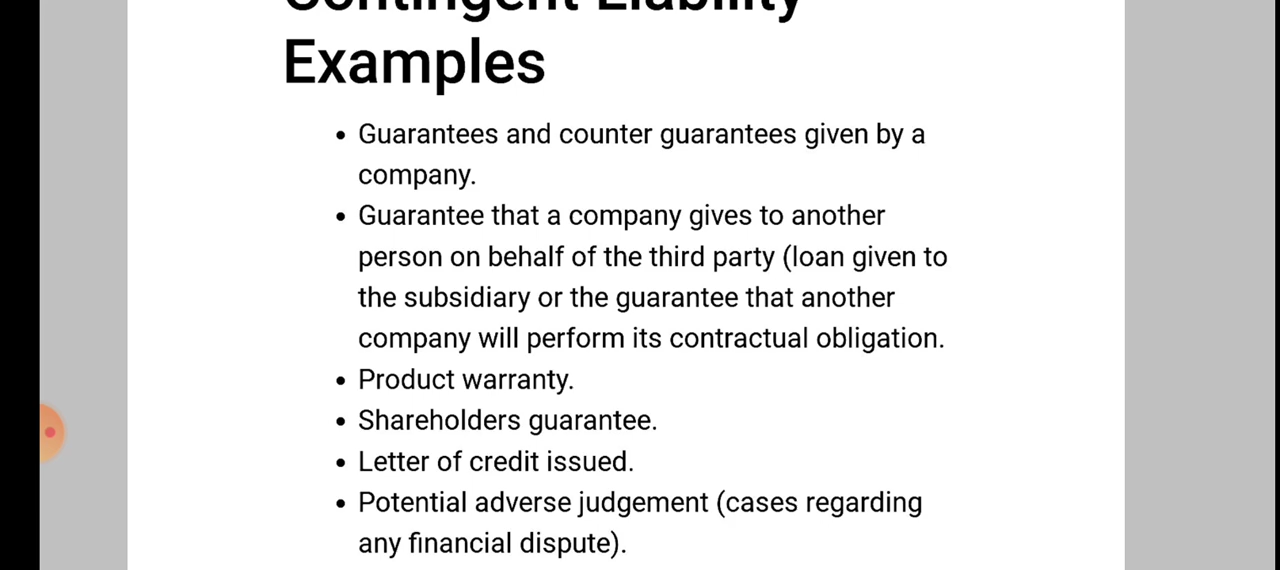 Contingent Liability
Examples
• Guarantees and counter guarantees given by a
company.
• Guarantee that a company gives to another
person on behalf of the third party (loan given to
the subsidiary or the guarantee that another
company will perform its contractual obligation.
• Product warranty.
• Shareholders guarantee.
• Letter of credit issued.
• Potential adverse judgement (cases regarding
any financial dispute).